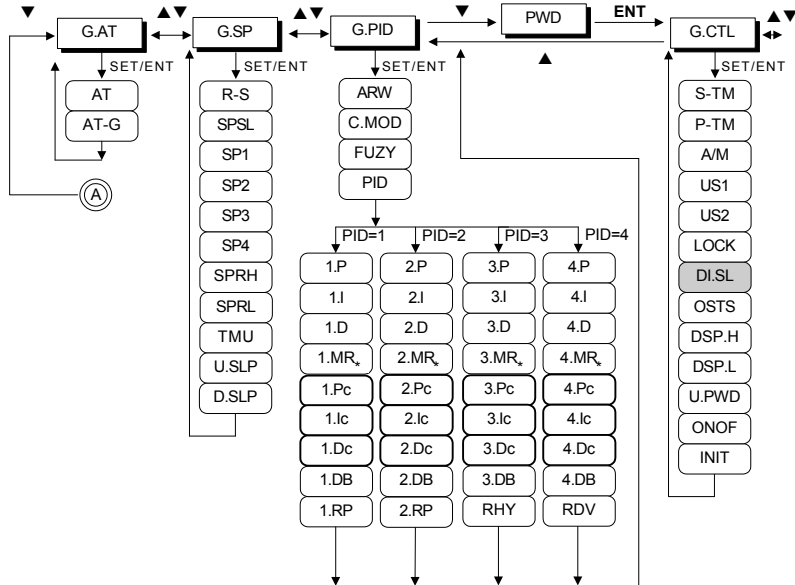 ▼ G.AT ▲▼ G.SP ▲▼ G.PID ▼ PWD ENT G.CTL ▲▼
▲
SET/ENT SET/ENT SET/ENT SET/ENT
AT
AT-G
A
R-S
SPSL
SP1
SP2
SP3
SP4
SPRH
SPRL
TMU
U.SLP
D.SLP
ARW
C.MOD
FUZY
PID
PID=1 PID=2 PID=3 PID=4
1.P 2.P 3.P 4.P
1.I 2.I 3.I 4.I
1.D 2.D 3.D 4.D
1.MR* 2.MR* 3.MR* 4.MR*
1.Pc 2.Pc 3.Pc 4.Pc
1.Ic 2.Ic 3.Ic 4.Ic
1.Dc 2.Dc 3.Dc 4.Dc
1.DB 2.DB 3.DB 4.DB
1.RP 2.RP RHY RDV
S-TM
P-TM
A/M
US1
US2
LOCK
DI.SL
OSTS
DSP.H
DSP.L
U.PWD
ONOF
INIT